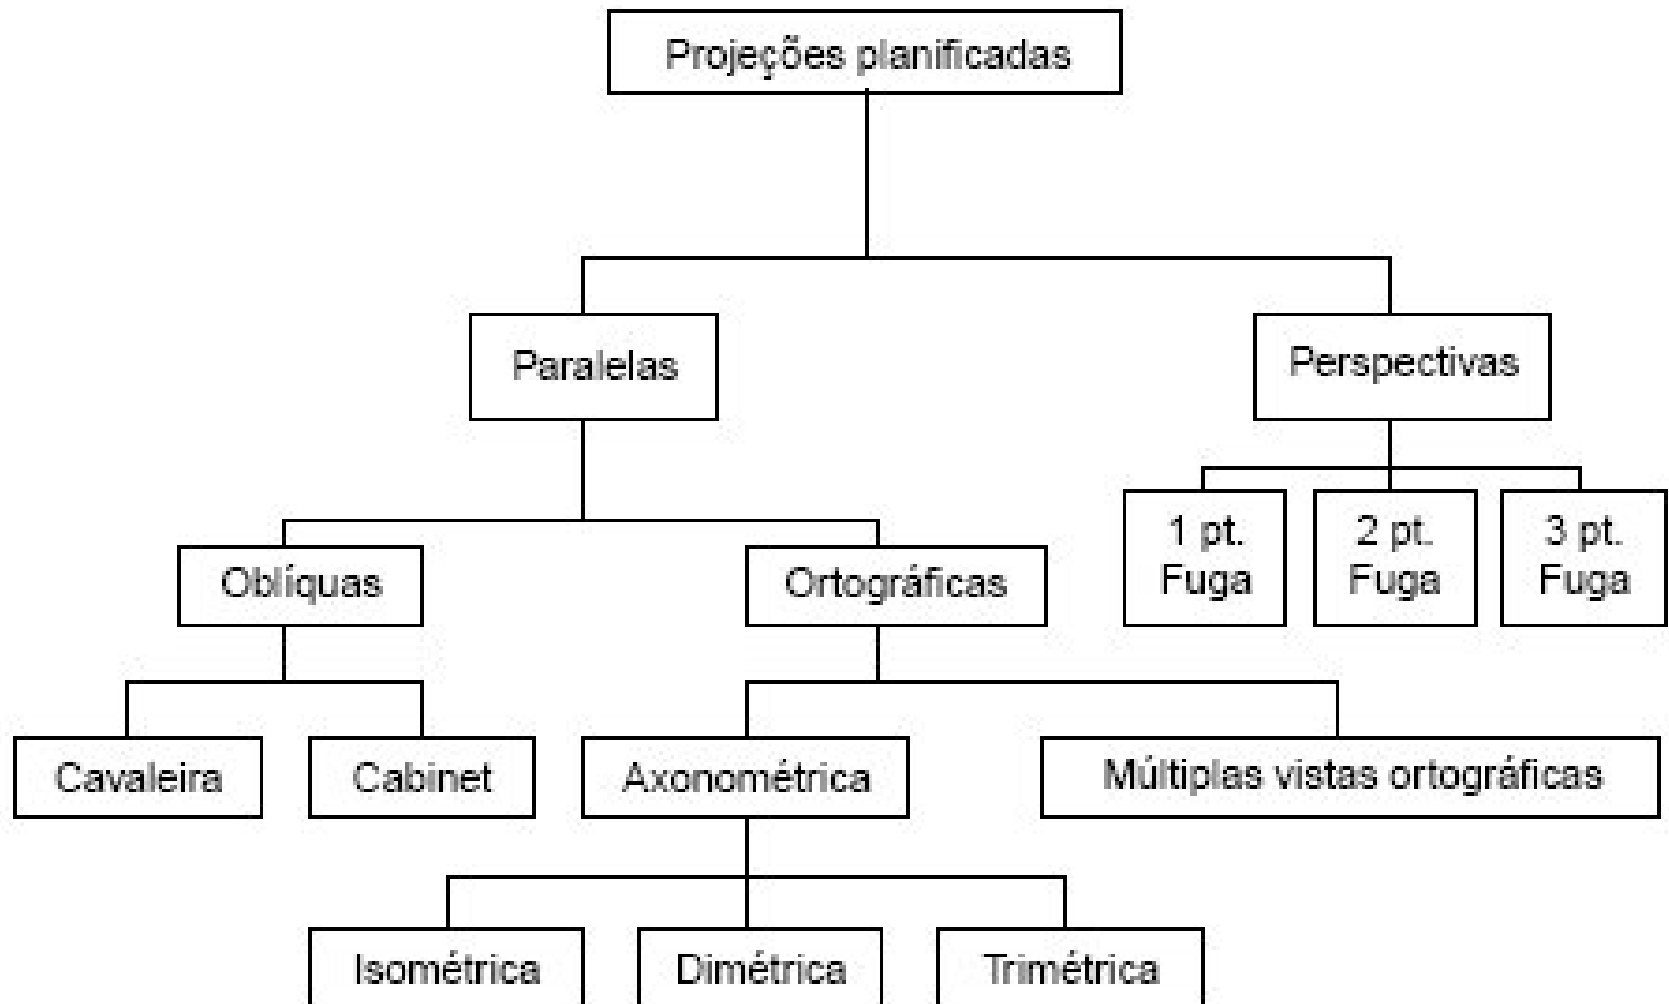 Projeções planificadas
Paralelas
Perspectivas
1 pt.
Fuga
2 pt.
Fuga
3 pt.
Fuga
Oblíquas
Ortográficas
Cavaleira
Cabinet
Axonométrica
Múltiplas vistas ortográficas
Isométrica
Dimétrica
Trimétrica